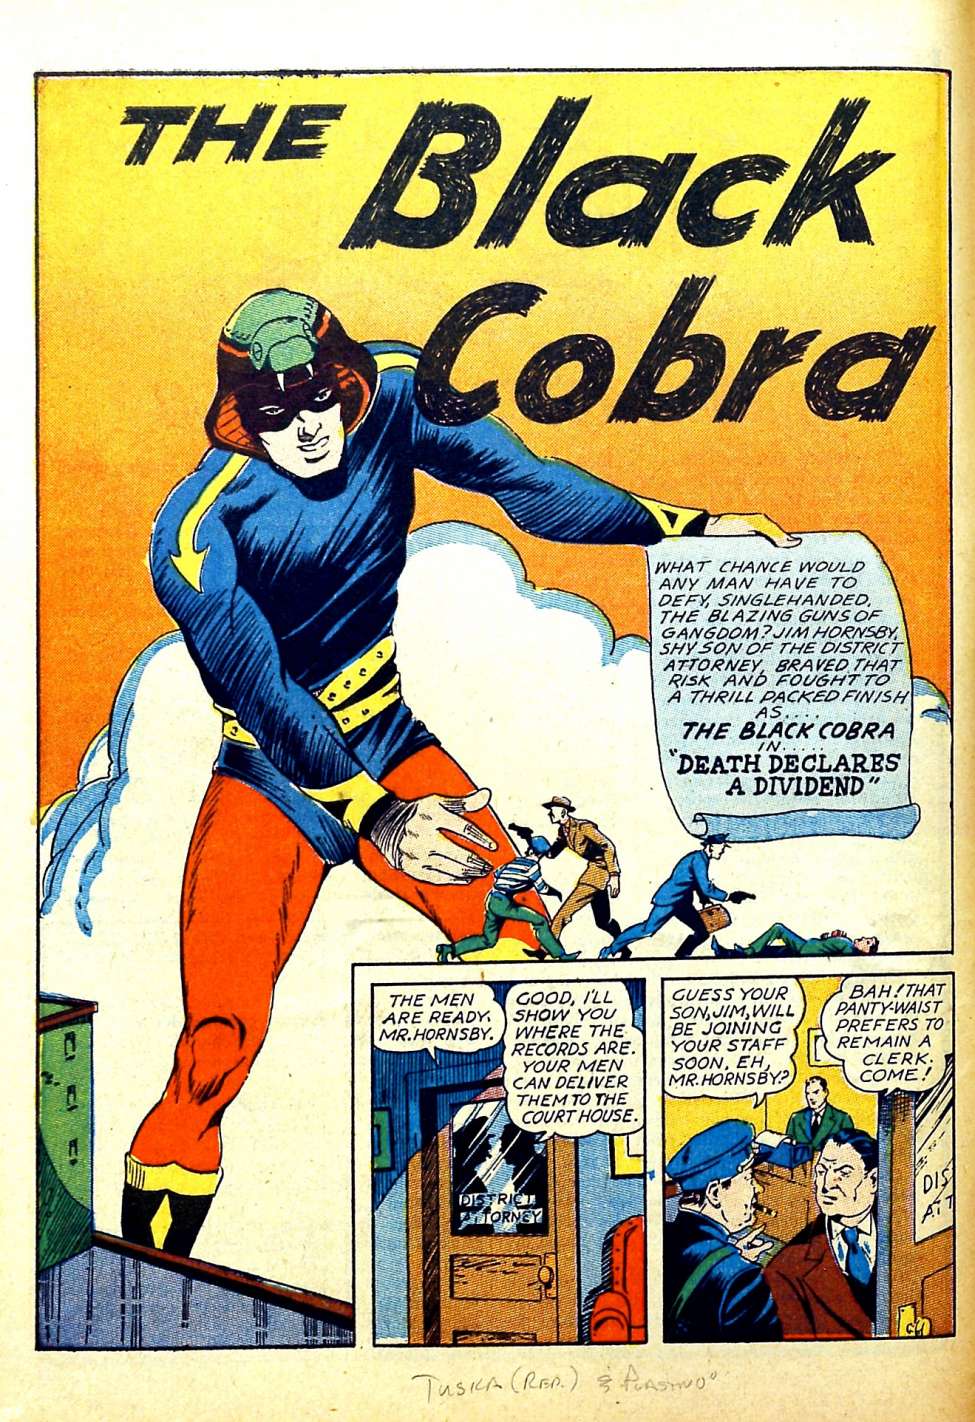 THE Black
Cobra
WHAT CHANCE WOULD
ANY MAN HAVE TO
DEFY, SINGLEHANDED,
THE BLAZING GUNS OF
GANGDOM? JIM HORNSBY,
SHY SON OF THE DISTRICT
ATTORNEY, BRAVED THAT
RISK AND FOUGHT TO
A THRILL PACKED FINISH
AS....
THE BLACK COBRA
IN.....
"DEATH DECLARES
A DIVIDEND"
THE MEN
ARE READY,
MR. HORNSBY.
GOOD, I'LL
SHOW YOU
WHERE THE
RECORDS ARE.
YOUR MEN
CAN DELIVER
THEM TO THE
COURT HOUSE.
DISTRICT
ATTORNEY
GUESS YOUR
SON, JIM, WILL
BE JOINING
YOUR STAFF
SOON, EH,
MR. HORNSBY?
BAH! THAT
PANTY-WAIST
PREFERS TO
REMAIN A
CLERK.
COME!
DIS
AT
TUSKA (REP.) &